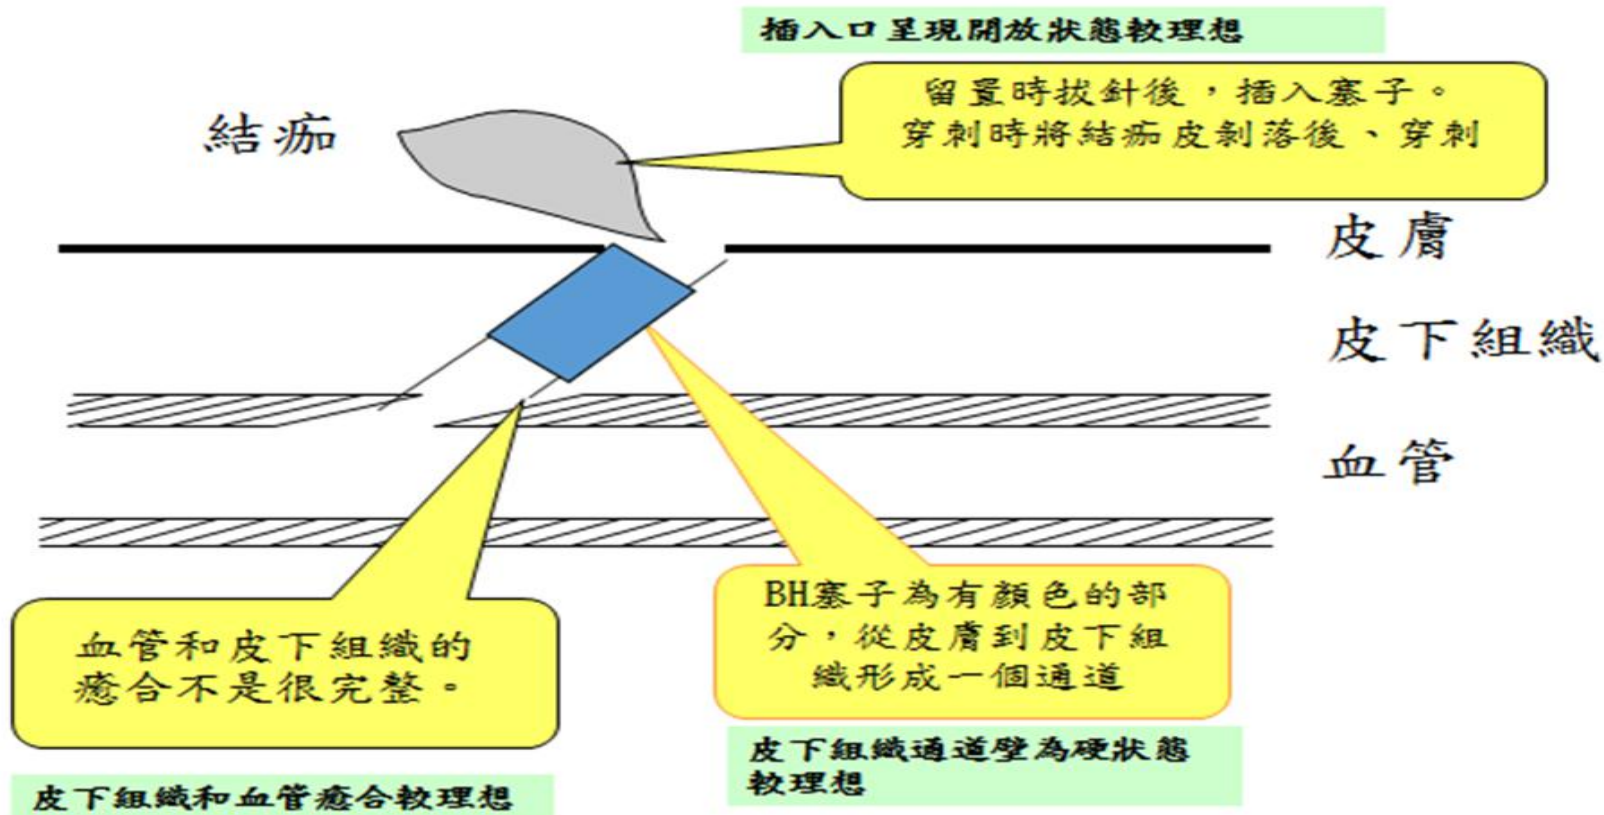 插入口呈現開放狀態較理想
留置時拔針後，插入塞子。
穿刺時將結痂皮剝落後、穿刺
結痂
皮膚
皮下組織
血管
血管和皮下組織的
癒合不是很完整。
BH塞子為有顏色的部
分，從皮膚到皮下組
織形成一個通道
皮下組織通道壁為硬狀態
較理想
皮下組織和血管癒合較理想